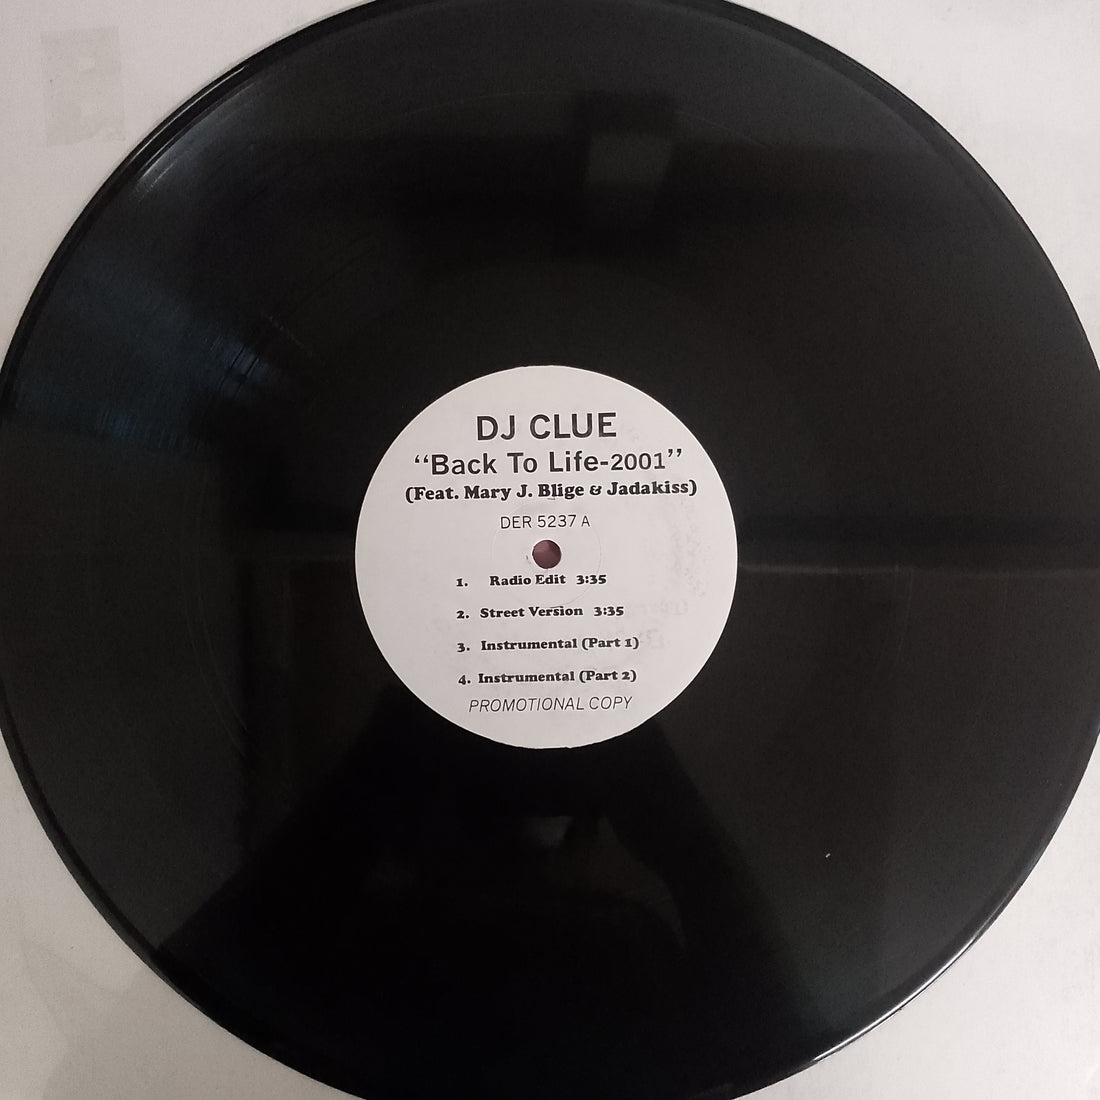 DJ CLUE
“Back To Life-2001”
(Feat. Mary J. Blige & Jadakiss)
DER 5237 A
1. Radio Edit 3:35
2. Street Version 3:35
3. Instrumental (Part 1)
4. Instrumental (Part 2)
PROMOTIONAL COPY